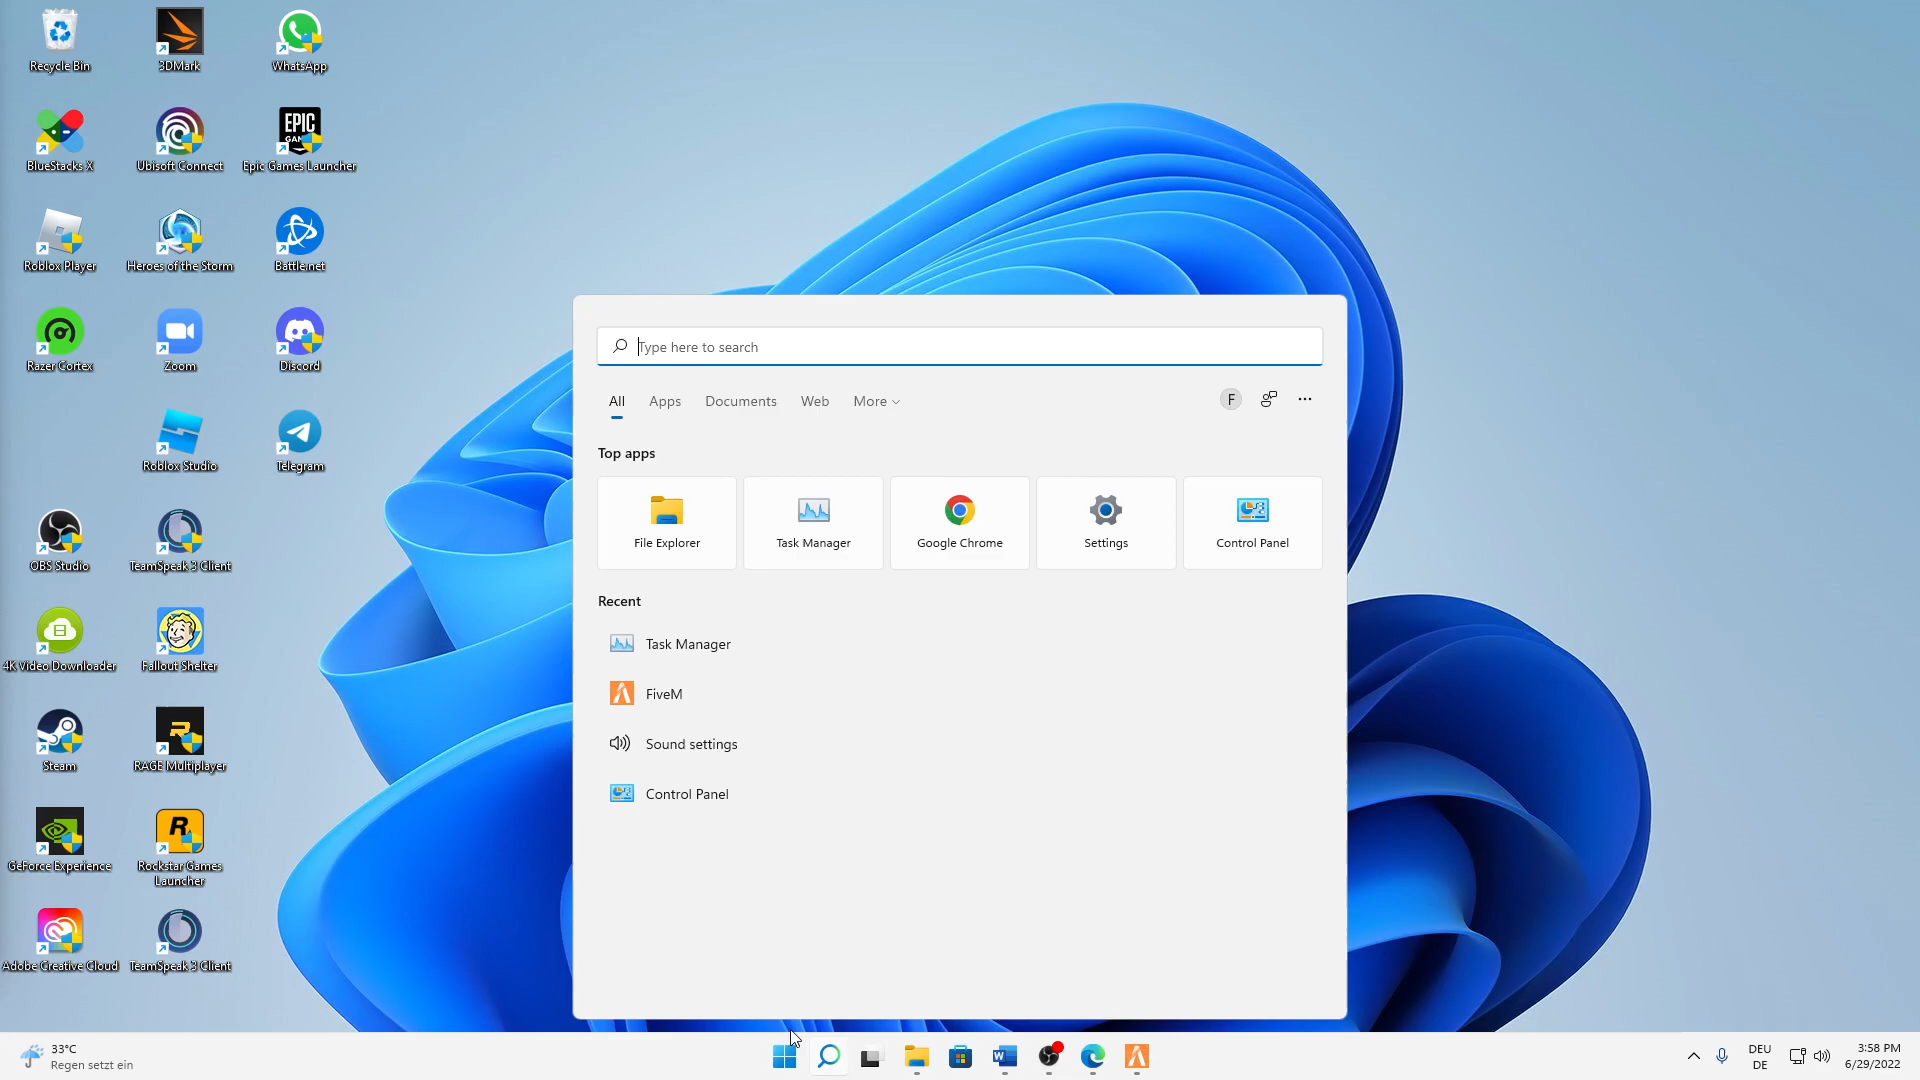 Recycle Bin
3DMark
WhatsApp
BlueStacks X
Ubisoft Connect
EPIC
GAMES
Epic Games Launcher
Roblox Player
Heroes of the Storm
Battle.net
Razer Cortex
Zoom
Discord
Roblox Studio
Telegram
OBS Studio
TeamSpeak 3 Client
4K Video Downloader
Fallout Shelter
Steam
RAGE Multiplayer
GeForce Experience
Rockstar Games
Launcher
Adobe Creative Cloud
TeamSpeak 3 Client
Type here to search
All
Apps
Documents
Web
More
F
Top apps
File Explorer
Task Manager
Google Chrome
Settings
Control Panel
Recent
Task Manager
FiveM
Sound settings
Control Panel
33°C
Regen setzt ein
W
DEU
DE
3:58 PM
6/29/2022